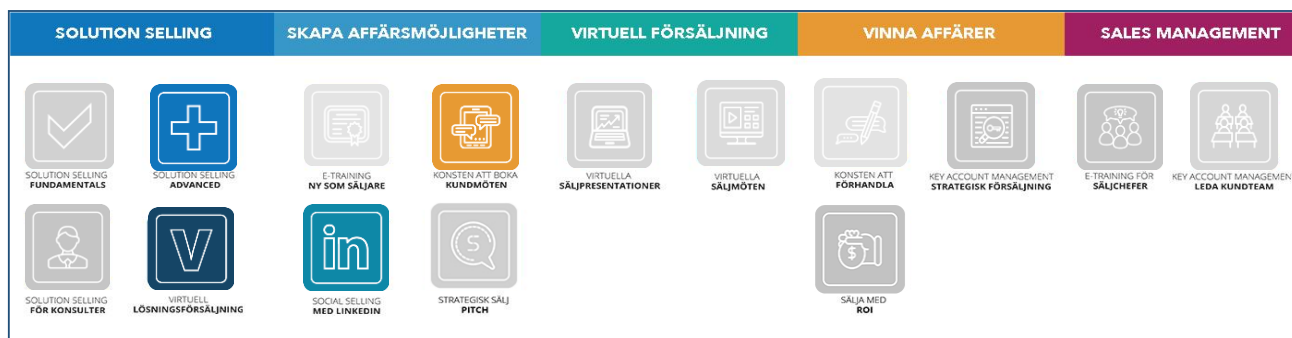 SOLUTION SELLING
SKAPA AFFÄRSMÖJLIGHETER
VIRTUELL FÖRSÄLJNING
VINNA AFFÄRER
SALES MANAGEMENT
SOLUTION SELLING
FUNDAMENTALS
SOLUTION SELLING
ADVANCED
E-TRAINING
NY SOM SÄLJARE
KONSTEN ATT BOKA
KUNDMÖTEN
VIRTUELLA
SÄLJPRESENTATIONER
VIRTUELLA
SÄLJMÖTEN
KONSTEN ATT
FÖRHANDLA
KEY ACCOUNT MANAGEMENT
STRATEGISK FÖRSÄLJNING
E-TRAINING FÖR
SÄLJCHEFER
KEY ACCOUNT MANAGEMEN
LEDA KUNDTEAM
V
in
S
$
SOLUTION SELLING
FÖR KONSULTER
VIRTUELL
LÖSNINGSFÖRSÄLJNING
SOCIAL SELLING
MED LINKEDIN
STRATEGISK SÄLJ
PITCH
SÄLJA MED
ROI